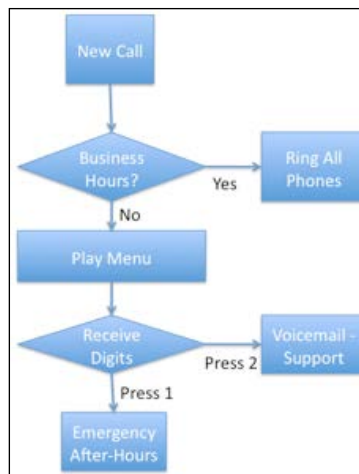 New Call
Business
Hours?
Yes
Ring All
Phones
No
Play Menu
Receive
Digits
Press 2
Voicemail -
Support
Press 1
Emergency
After-Hours